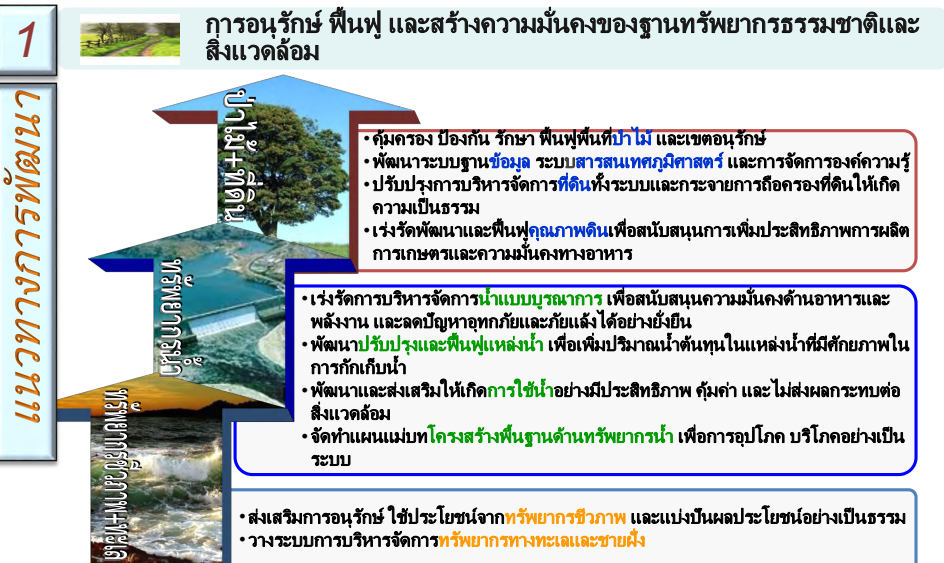 1
การอนุรักษ์ ฟื้นฟู และสร้างความมั่นคงของฐานทรัพยากรธรรมชาติและ
สิ่งแวดล้อม
แนวทางการพัฒนา
ป่าไม้+ที่ดิน
•คุ้มครอง ป้องกัน รักษา ฟื้นฟูพื้นที่ป่าไม้ และเขตอนุรักษ์
•พัฒนาระบบฐานข้อมูล ระบบสารสนเทศภูมิศาสตร์ และการจัดการองค์ความรู้
•ปรับปรุงการบริหารจัดการที่ดินทั้งระบบและกระจายการถือครองที่ดินให้เกิด
ความเป็นธรรม
•เร่งรัดพัฒนาและฟื้นฟูคุณภาพดินเพื่อสนับสนุนการเพิ่มประสิทธิภาพการผลิต
การเกษตรและความมั่นคงทางอาหาร
ทรัพยากรน้ำ
•เร่งรัดการบริหารจัดการน้ำแบบบูรณาการ เพื่อสนับสนุนความมั่นคงด้านอาหารและ
พลังงาน และลดปัญหาอุทกภัยและภัยแล้งได้อย่างยั่งยืน
•พัฒนาปรับปรุงและฟื้นฟูแหล่งน้ำ เพื่อเพิ่มปริมาณน้ำต้นทุนในแหล่งน้ำที่มีศักยภาพใน
การกักเก็บน้ำ
•พัฒนาและส่งเสริมให้เกิดการใช้น้ำอย่างมีประสิทธิภาพ คุ้มค่า และไม่ส่งผลกระทบต่อ
สิ่งแวดล้อม
•จัดทำแผนแม่บทโครงสร้างพื้นฐานด้านทรัพยากรน้ำ เพื่อการอุปโภค บริโภคอย่างเป็น
ระบบ
ทรัพยากรชีวภาพ+ทะเล
•ส่งเสริมการอนุรักษ์ ใช้ประโยชน์จากทรัพยากรชีวภาพ และแบ่งปันผลประโยชน์อย่างเป็นธรรม
•วางระบบการบริหารจัดการทรัพยากรทางทะเลและชายฝั่ง